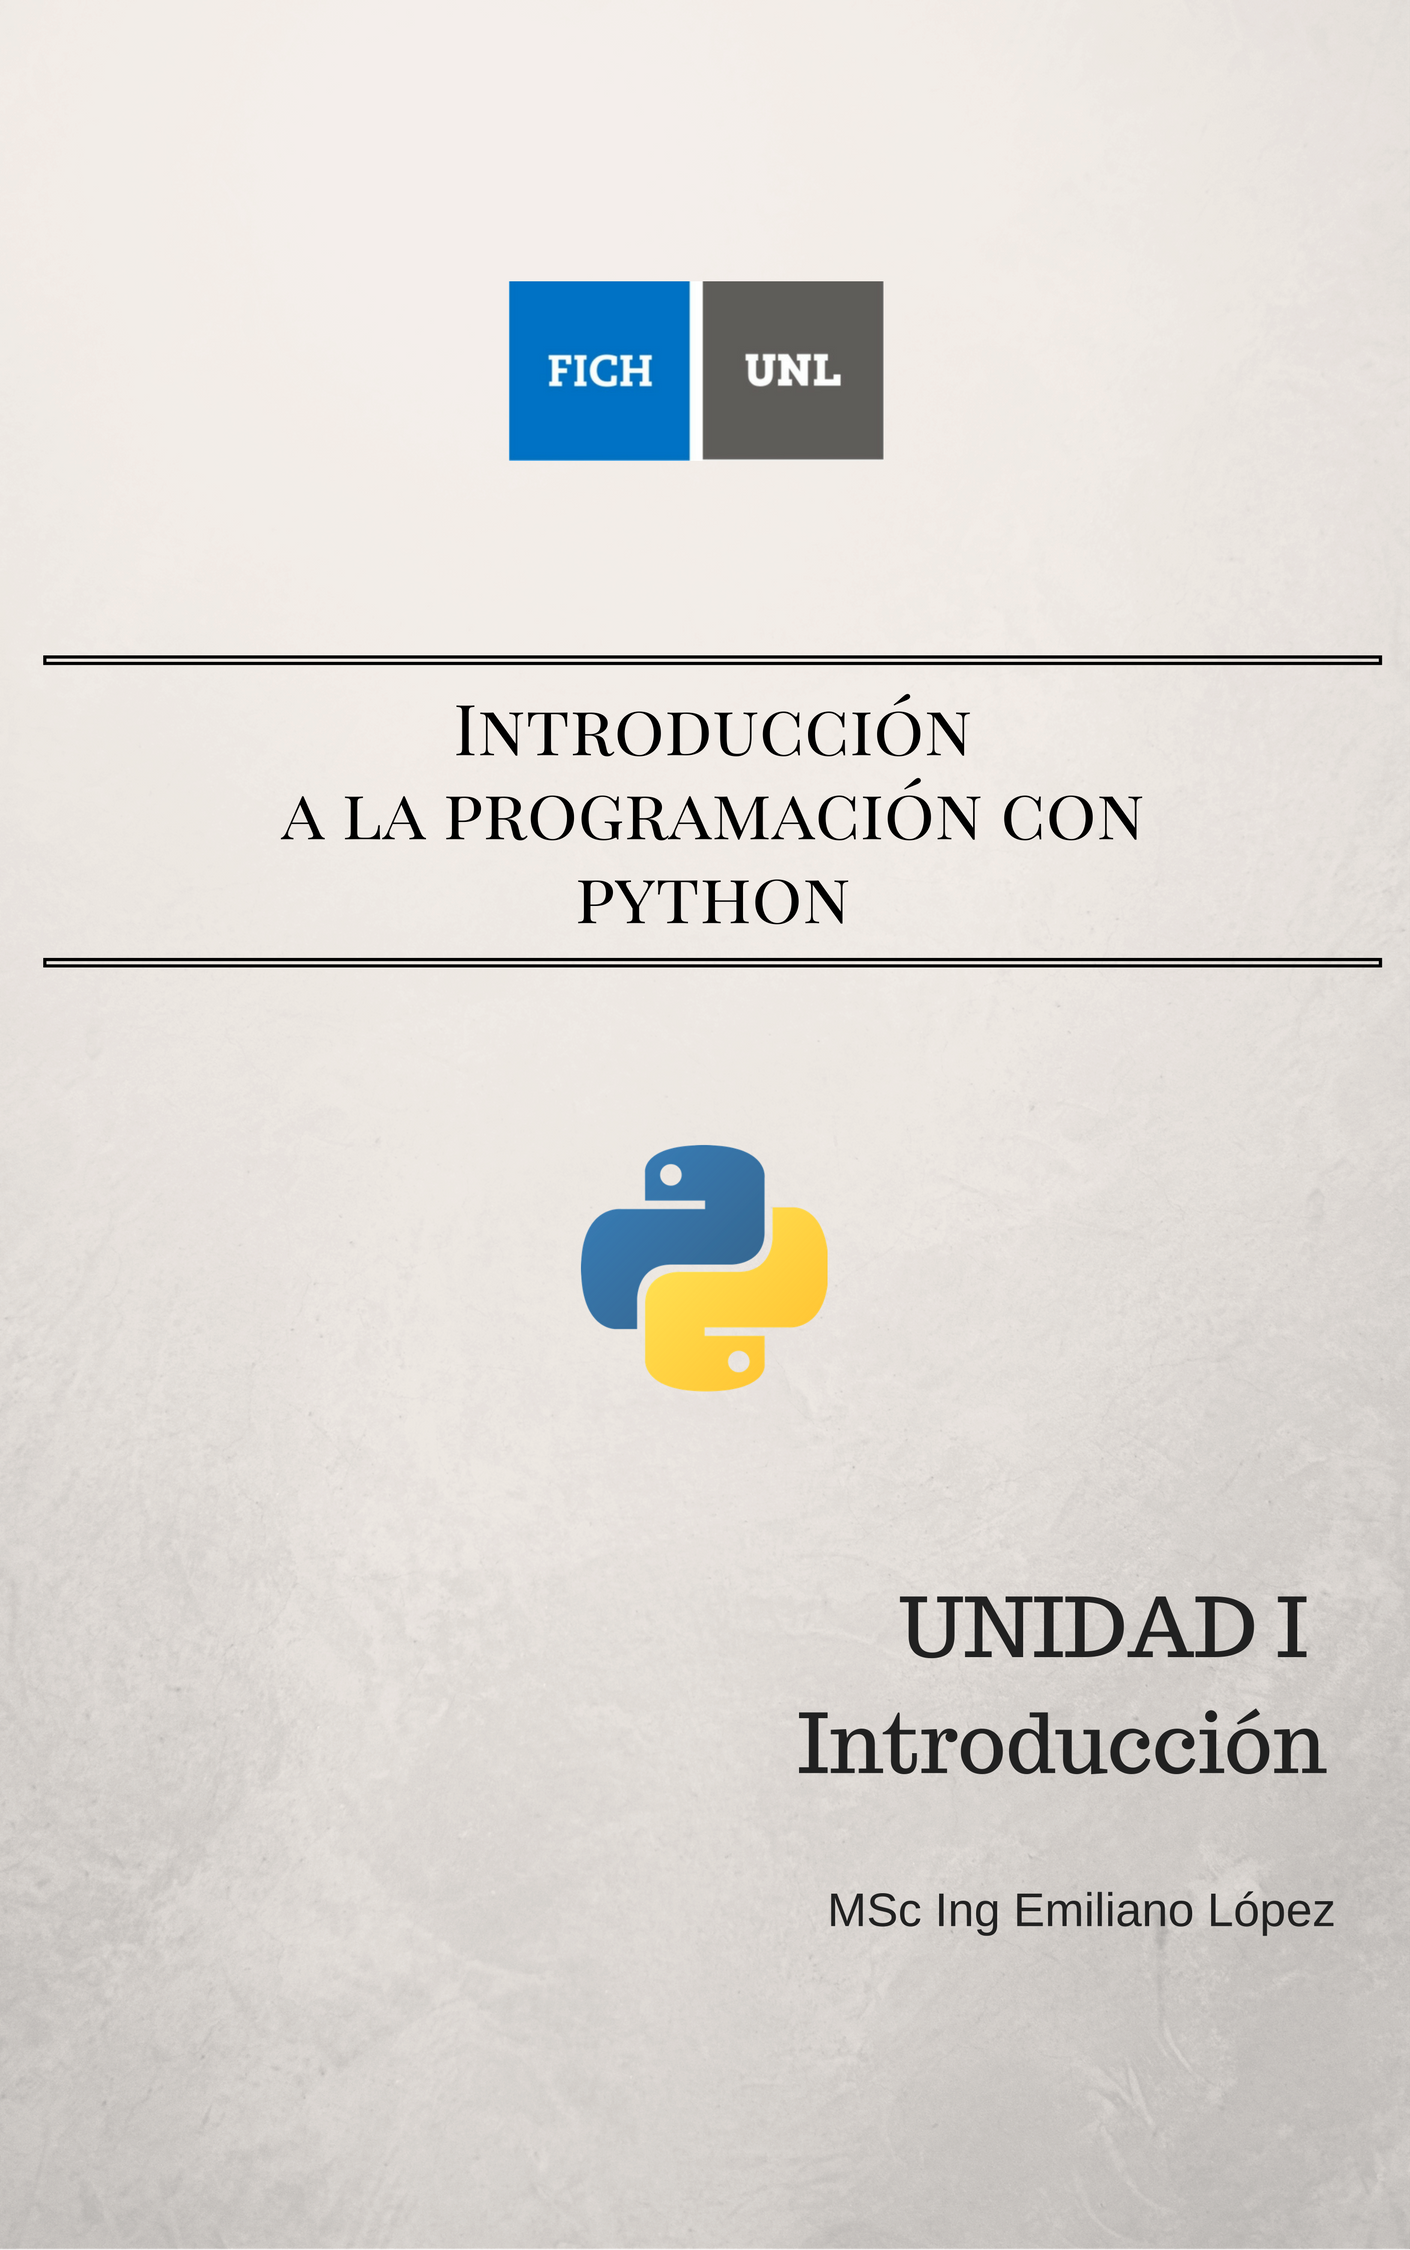 FICH UNL
Introducción
a la programación con
python
UNIDAD I
Introducción
MSc Ing Emiliano López